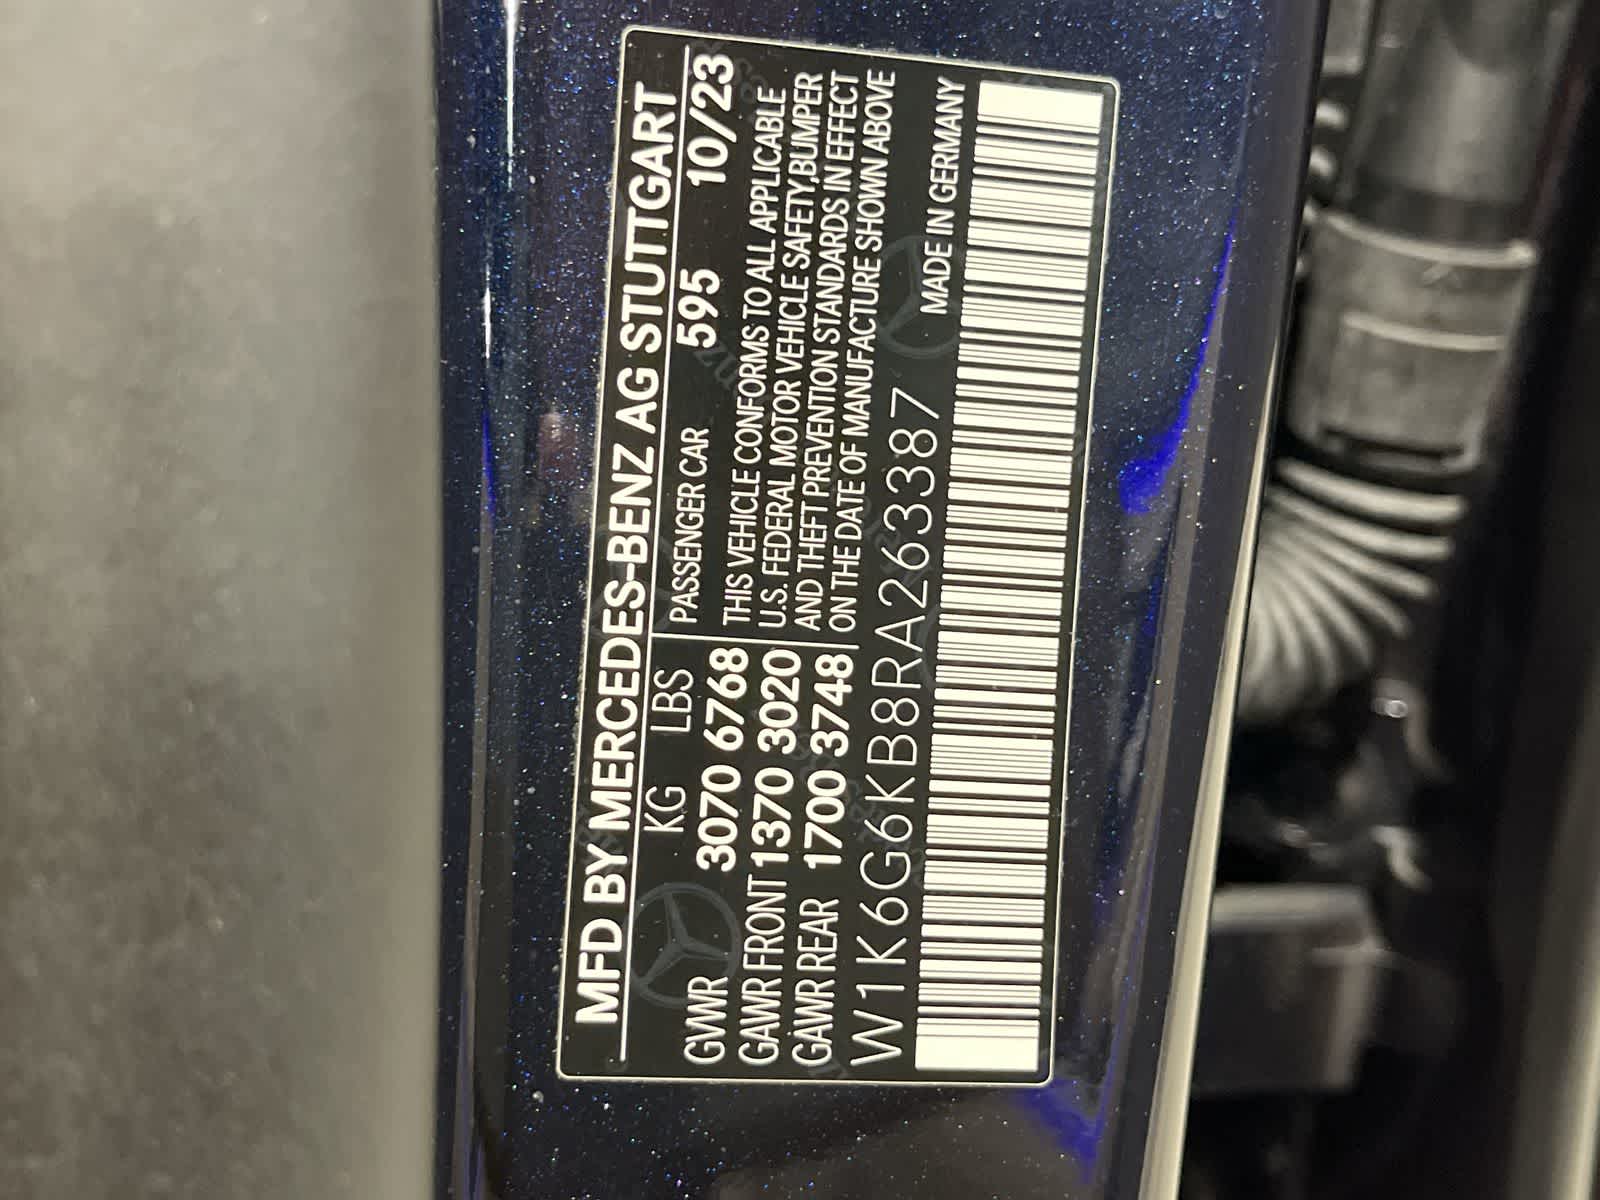 MFD BY MERCEDES-BENZ AG STUTTGART
KG LBS
GVWR 3070 6768
GAWR FRONT 1370 3020
GAWR REAR 1700 3748
PASSENGER CAR 595 10/23
THIS VEHICLE CONFORMS TO ALL APPLICABLE
U.S. FEDERAL MOTOR VEHICLE SAFETY,BUMPER
AND THEFT PREVENTION STANDARDS IN EFFECT
ON THE DATE OF MANUFACTURE SHOWN ABOVE
MADE IN GERMANY
W1K6G6KB8RA263387